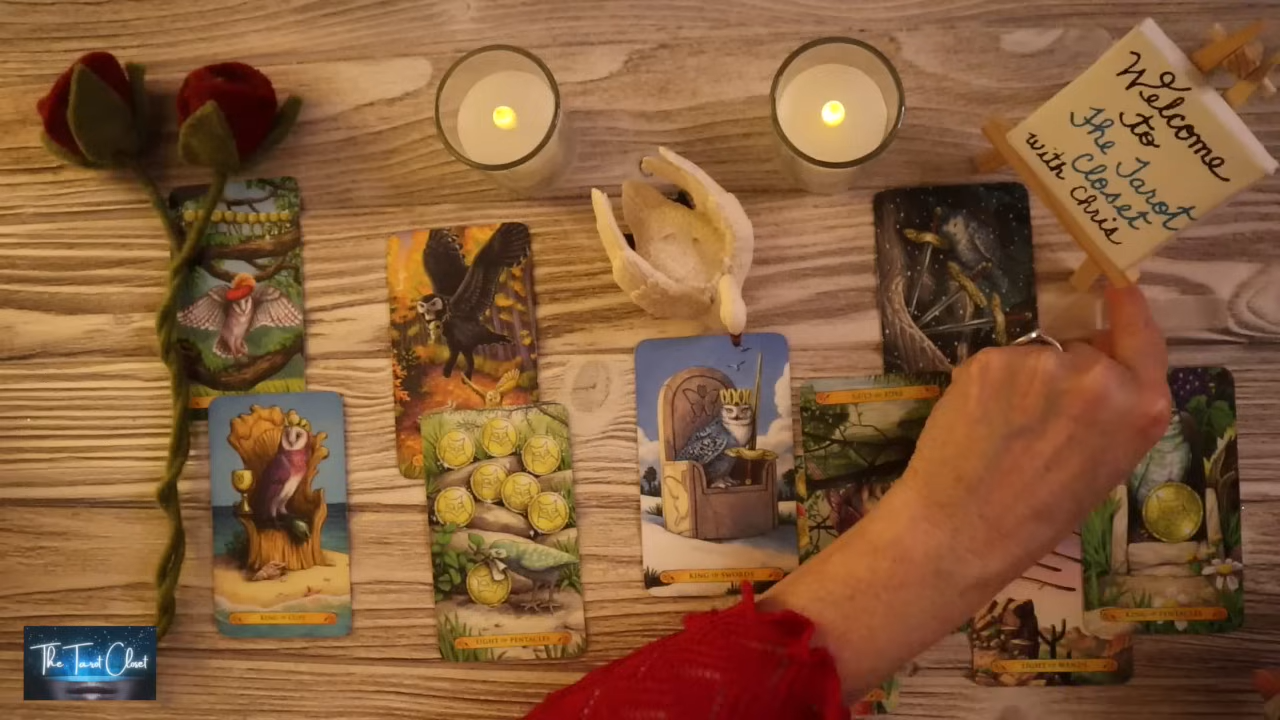 Welcome
to
The Tarot
Closet
with Chris
KING OF SWORDS
KING OF CUPS
EIGHT OF PENTACLES
EIGHT OF WANDS
KING OF PENTACLES
The Tarot Closet